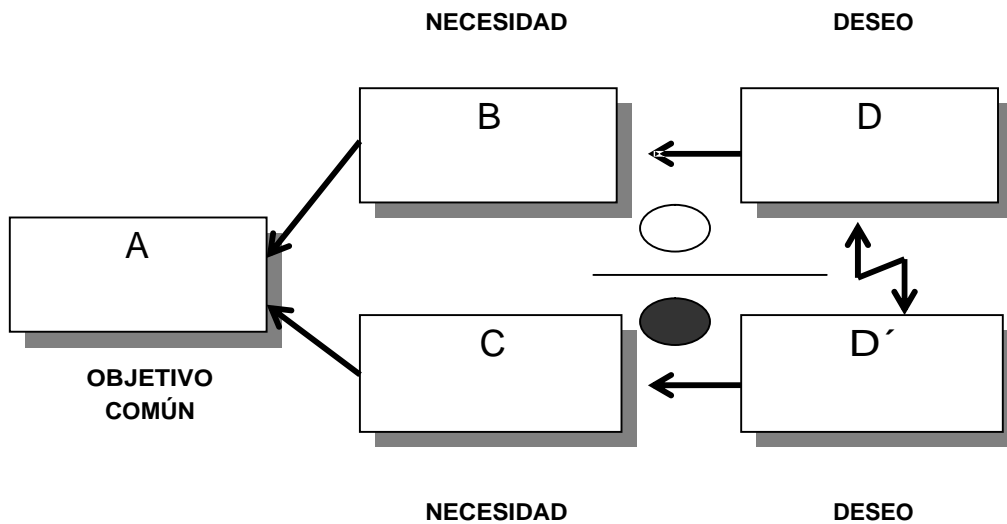 NECESIDAD DESEO
B D
A
C D´
OBJETIVO
COMÚN
NECESIDAD DESEO